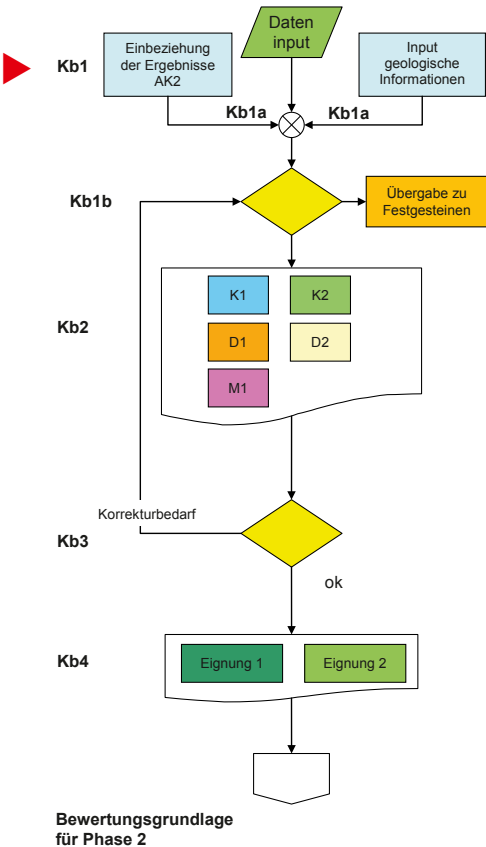 Daten
input
Kb1
Einbeziehung
der Ergebnisse
AK2
Input
geologische
Informationen
Kb1a
Kb1a
Kb1b
Übergabe zu
Festgesteinen
Kb2
K1
K2
D1
D2
M1
Korrekturbedarf
Kb3
ok
Kb4
Eignung 1
Eignung 2
Bewertungsgrundlage
für Phase 2